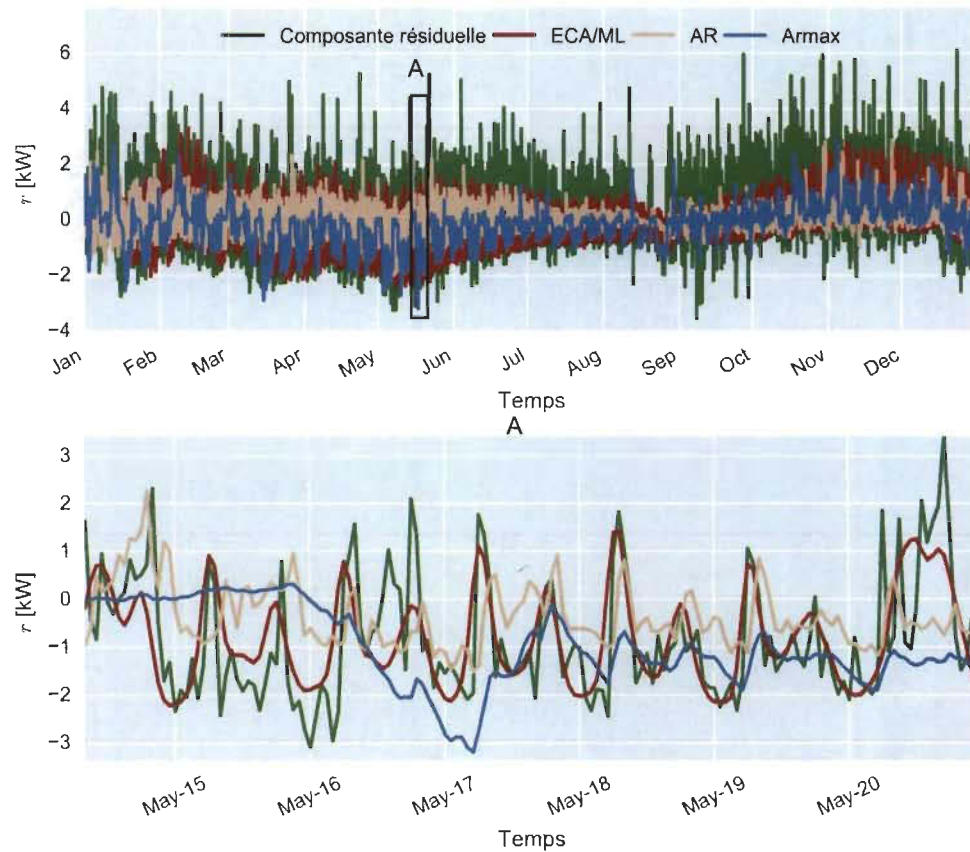 Composante résiduelle ECA/ML AR Armax
A
6
4
2
0
−2
−4
r [kW]
Jan Feb Mar Apr May Jun Jul Aug Sep Oct Nov Dec
Temps
A
3
2
1
0
−1
−2
−3
r [kW]
May-15 May-16 May-17 May-18 May-19 May-20
Temps